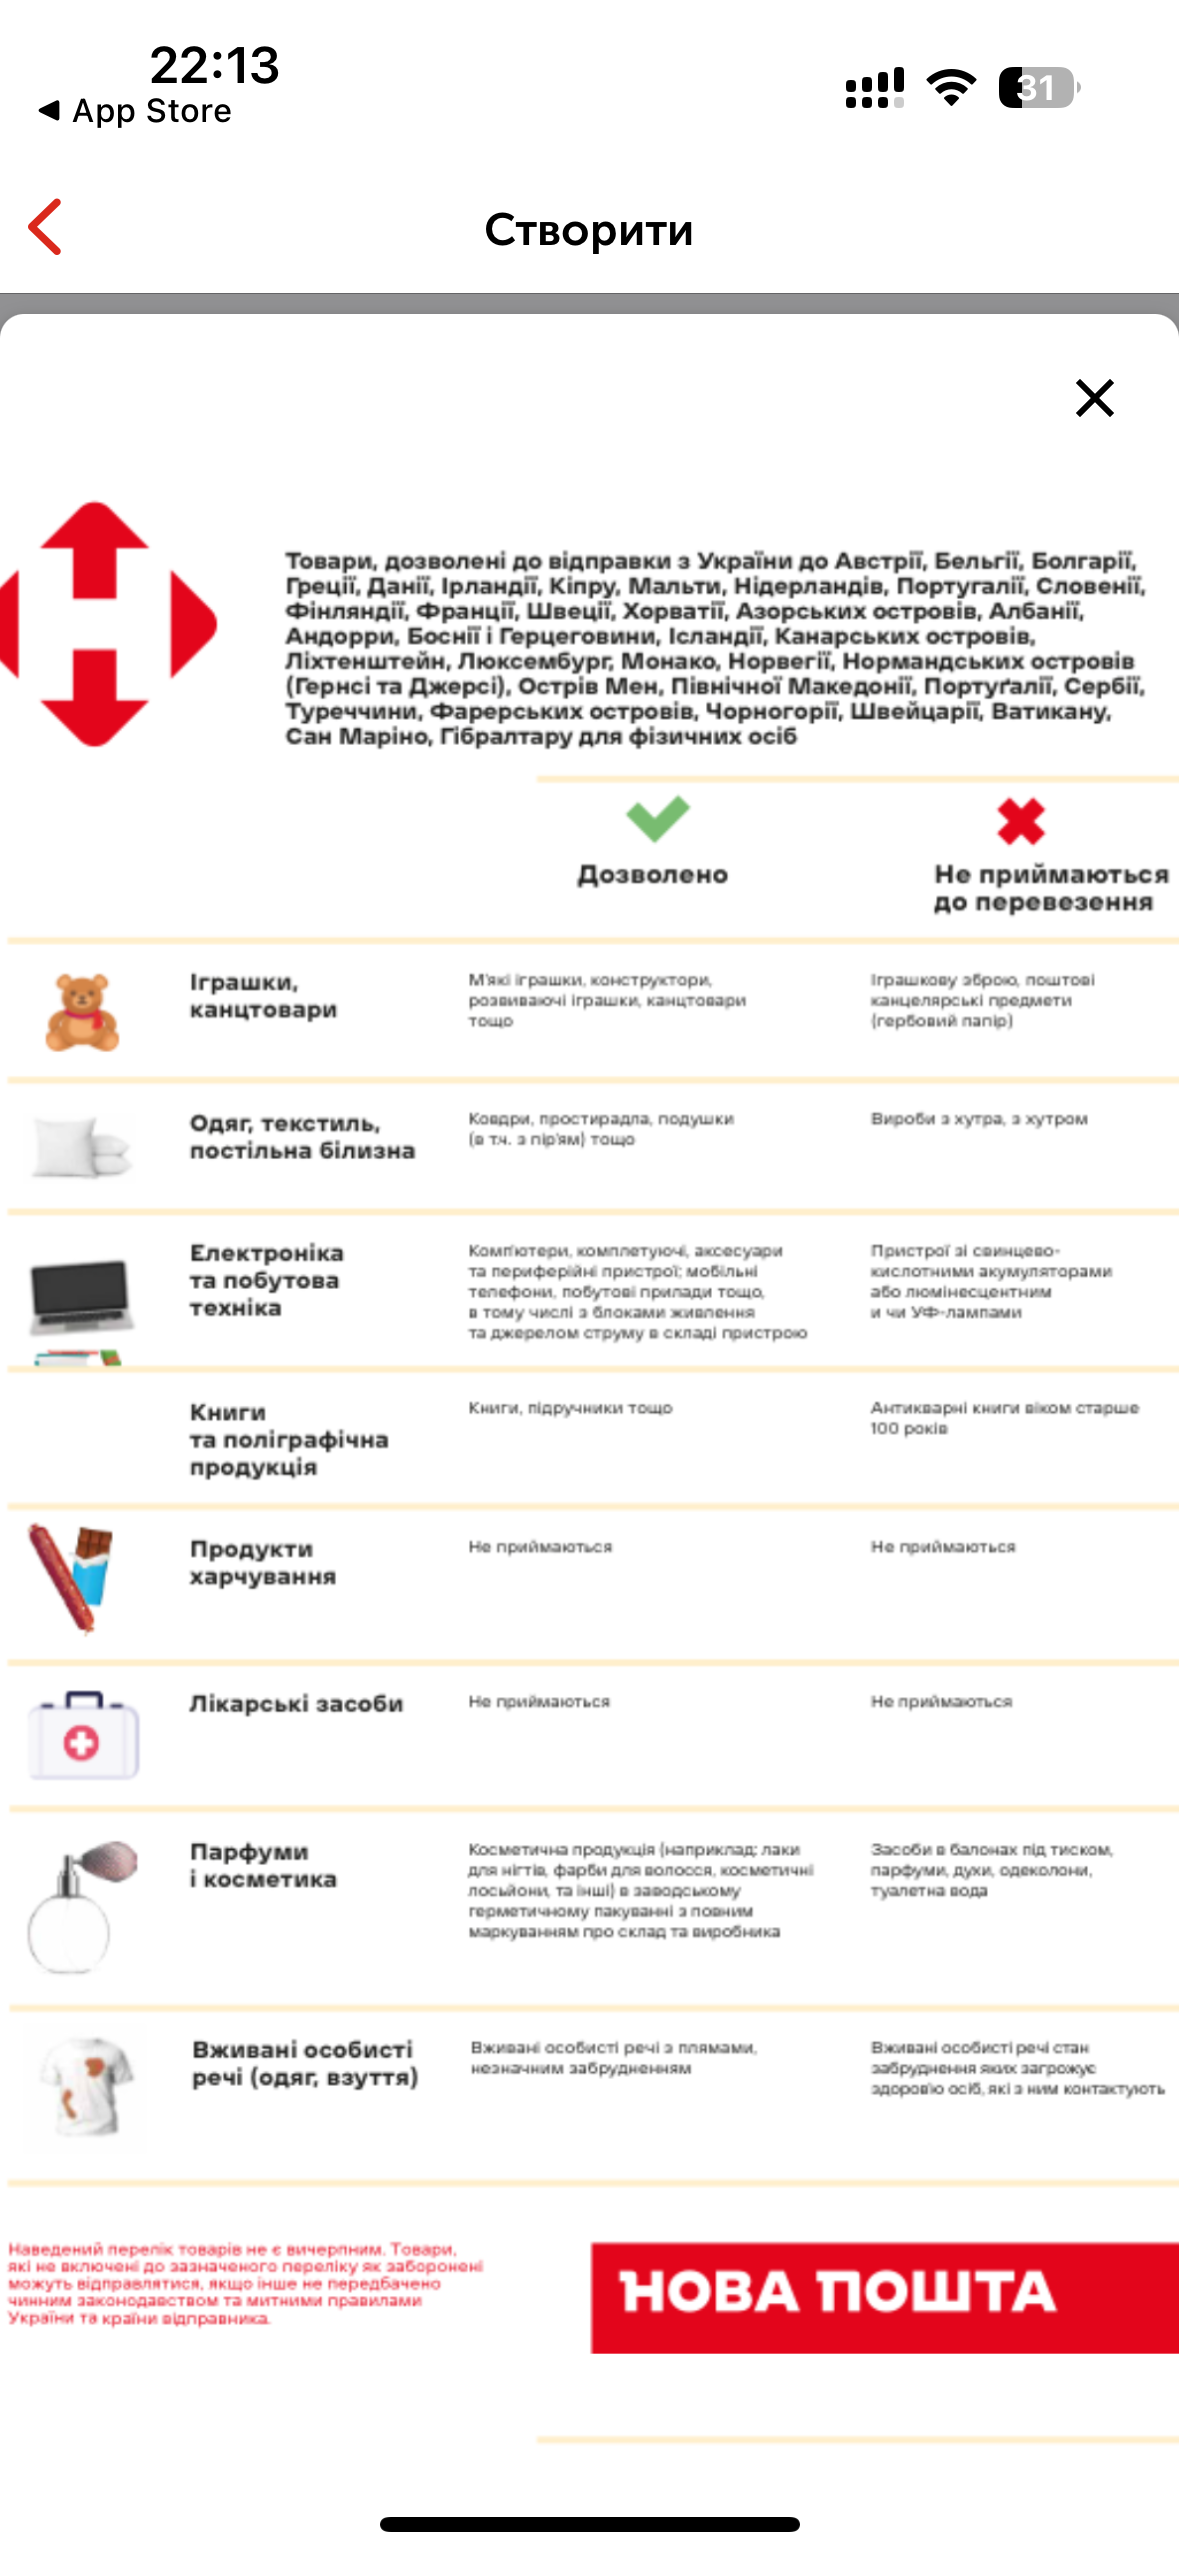 22:13
31
◀ App Store
Створити
Товари, дозволені до відправки з України до Австрії, Бельгії, Болгарії,
Греції, Данії, Ірландії, Кіпру, Мальти, Нідерландів, Португалії, Словенії,
Фінляндії, Франції, Швеції, Хорватії, Азорських островів, Албанії,
Андорри, Боснії і Герцеговини, Ісландії, Канарських островів,
Ліхтенштейн, Люксембург, Монако, Норвегії, Нормандських островів
(Гернсі та Джерсі), Острів Мен, Північної Македонії, Портуґалії, Сербії,
Туреччини, Фарерських островів, Чорногорії, Швейцарії, Ватикану,
Сан Маріно, Гібралтару для фізичних осіб
Дозволено
Не приймаються
до перевезення
Іграшки,
канцтовари
М'які іграшки, конструктори,
розвиваючі іграшки, канцтовари
тощо
Іграшкову зброю, поштові
канцелярські предмети
(гербовий папір)
Одяг, текстиль,
постільна білизна
Ковдри, простирадла, подушки
(в т.ч. з пір'ям) тощо
Вироби з хутра, з хутром
Електроніка
та побутова
техніка
Комп'ютери, комплетуючі, аксесуари
та периферійні пристрої; мобільні
телефони, побутові прилади тощо,
в тому числі з блоками живлення
та джерелом струму в складі пристрою
Пристрої зі свинцево-
кислотними акумуляторами
або люмінесцентним
и чи УФ-лампами
Книги
та поліграфічна
продукція
Книги, підручники тощо
Антикварні книги віком старше
100 років
Продукти
харчування
Не приймаються
Не приймаються
Лікарські засоби
Не приймаються
Не приймаються
Парфуми
і косметика
Косметична продукція (наприклад: лаки
для нігтів, фарби для волосся, косметичні
лосьйони, та інші) в заводському
герметичному пакуванні з повним
маркуванням про склад та виробника
Засоби в балонах під тиском,
парфуми, духи, одеколони,
туалетна вода
Вживані особисті
речі (одяг, взуття)
Вживані особисті речі з плямами,
незначним забрудненням
Вживані особисті речі стан
забруднення яких загрожує
здоров'ю осіб, які з ним контактують
Наведений перелік товарів не є вичерпним. Товари,
які не включені до зазначеного переліку як заборонені
можуть відправлятися, якщо інше не передбачено
чинним законодавством та митними правилами
України та країни відправника.
НОВА ПОШТА